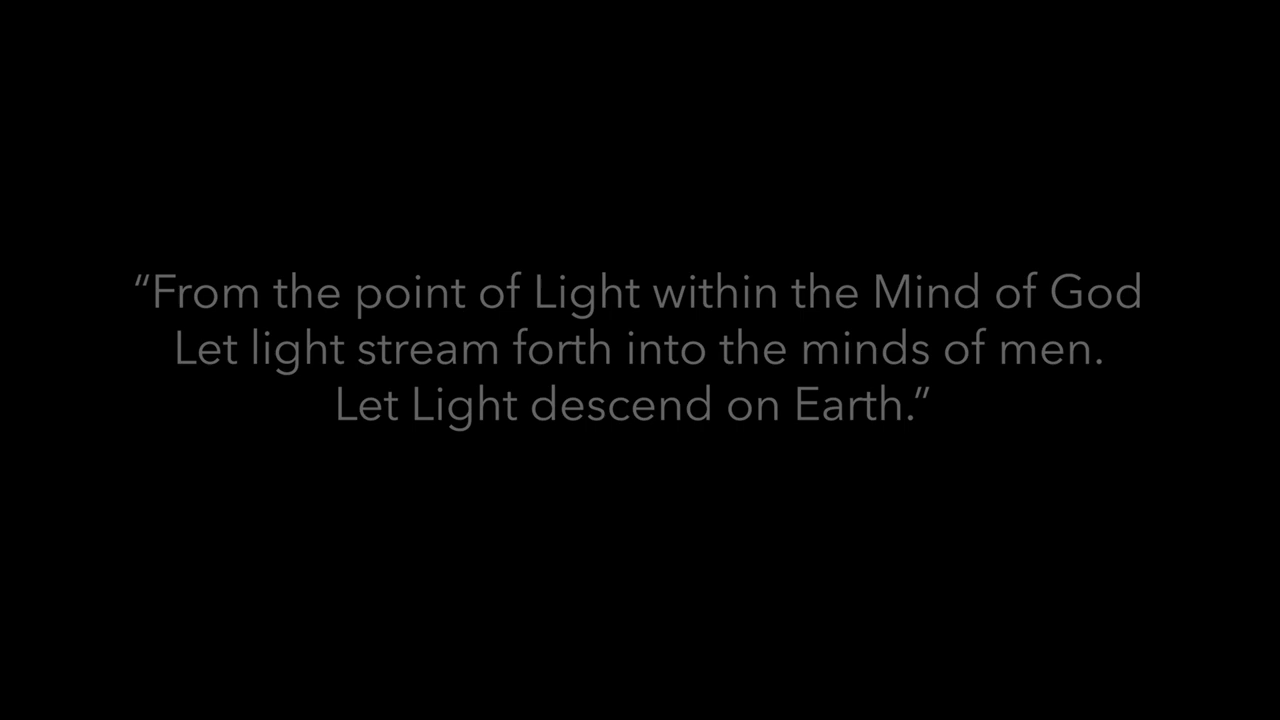 “From the point of Light within the Mind of God
Let light stream forth into the minds of men.
Let Light descend on Earth.”